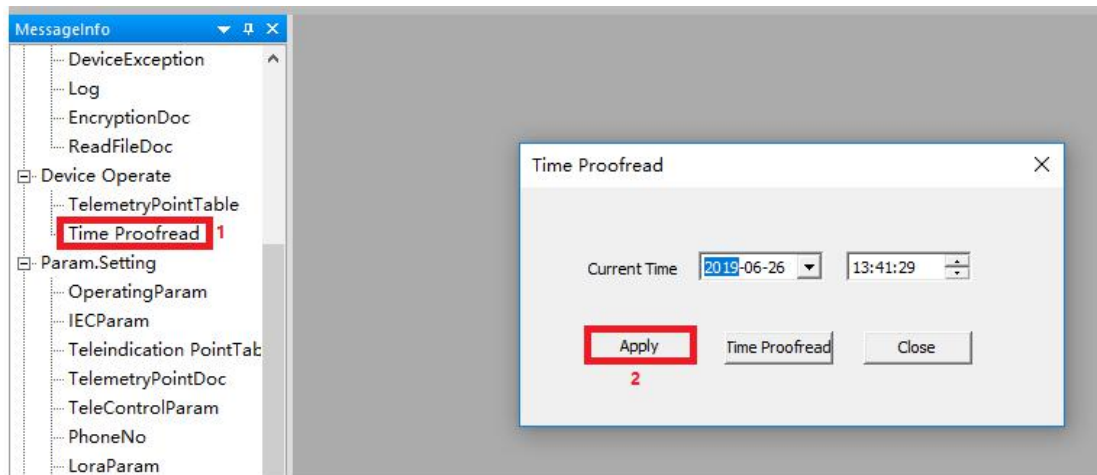 MessageInfo
DeviceException
Log
EncryptionDoc
ReadFileDoc
Device Operate
TelemetryPointTable
Time Proofread 1
Param.Setting
OperatingParam
IECParam
Teleindication PointTab
TelemetryPointDoc
TeleControlParam
PhoneNo
LoraParam
Time Proofread
Current Time 2019-06-26 13:41:29
Apply Time Proofread Close
2